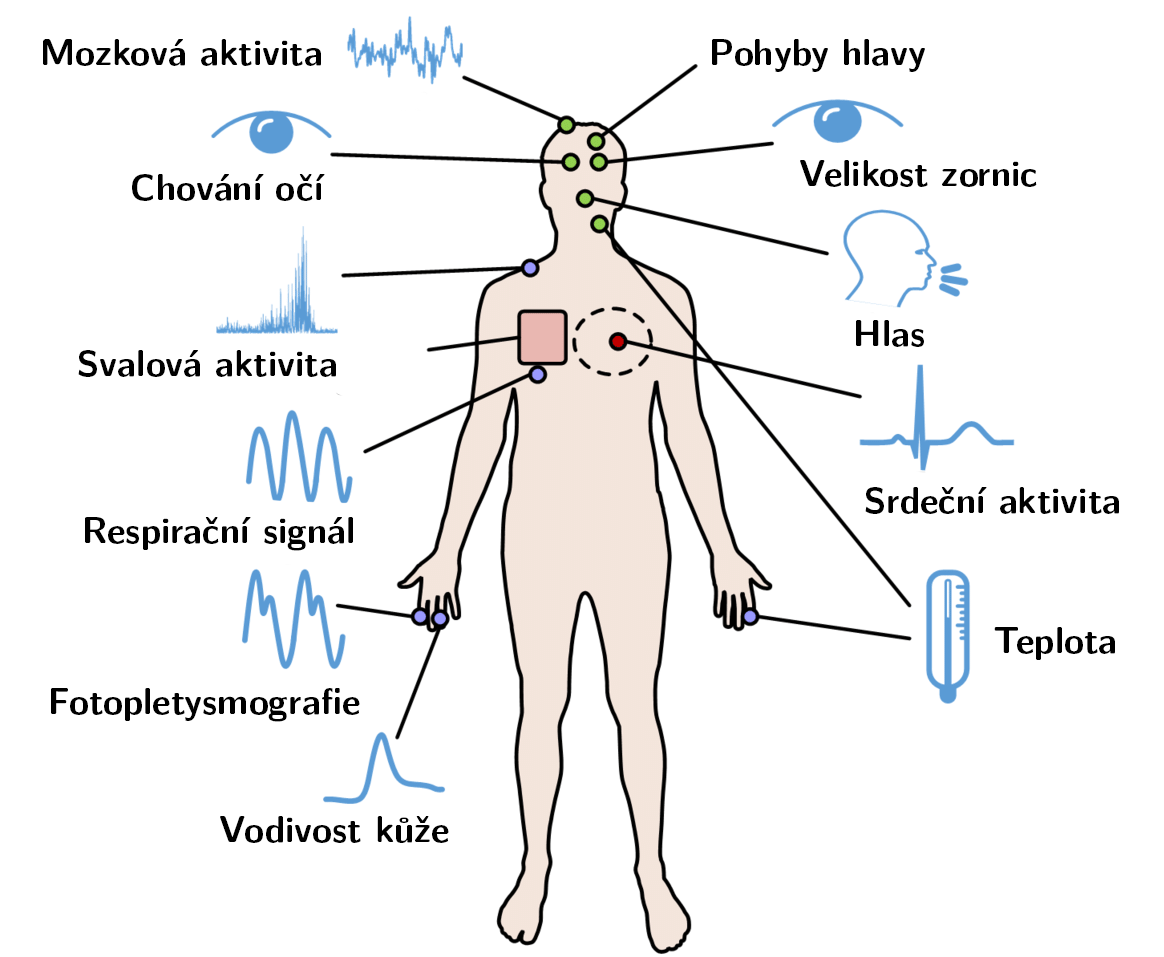 Mozková aktivita
Pohyby hlavy
Chování očí
Velikost zornic
Hlas
Svalová aktivita
Srdeční aktivita
Respirační signál
Teplota
Fotopletysmografie
Vodivost kůže